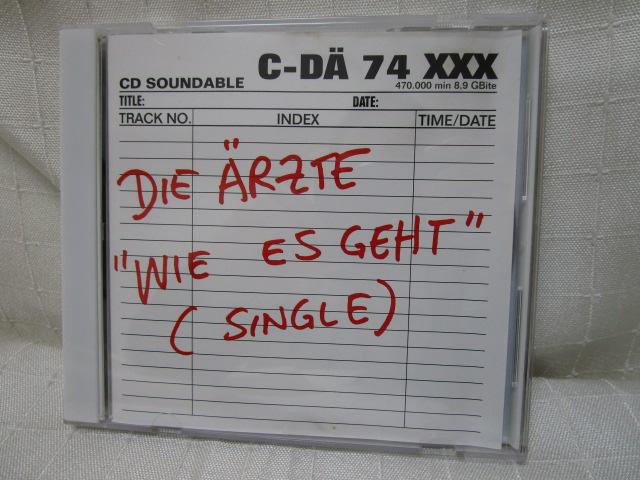 C-DÄ 74 XXX
CD SOUNDABLE
470.000 min 8.9 GBite
TITLE: DATE:
TRACK NO. INDEX TIME/DATE
DIE ÄRZTE
"WIE ES GEHT"
(SINGLE)